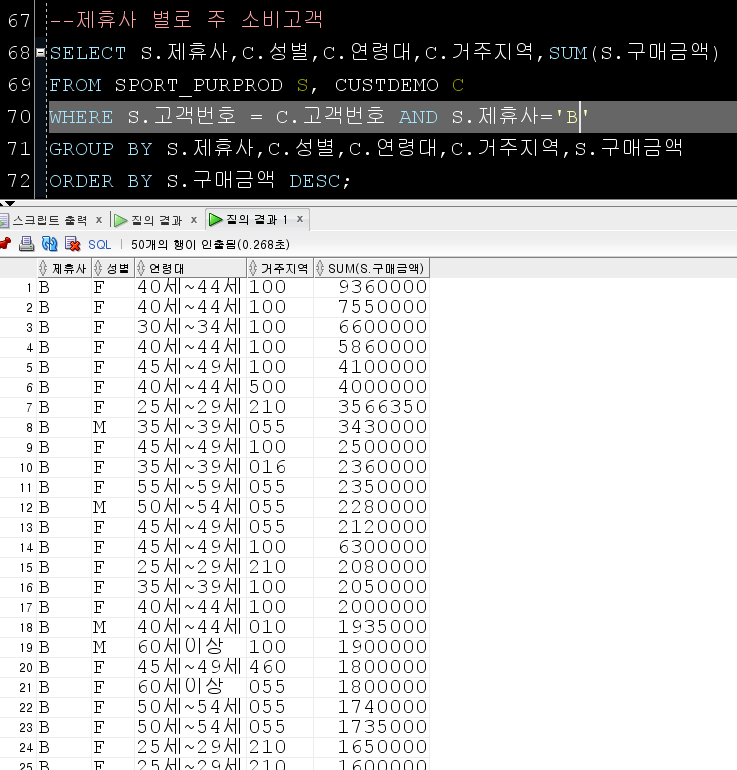 67 --제휴사 별로 주 소비고객
68 SELECT S.제휴사,C.성별,C.연령대,C.거주지역,SUM(S.구매금액)
69 FROM SPORT_PURPROD S, CUSTDEMO C
70 WHERE S.고객번호 = C.고객번호 AND S.제휴사='B'
71 GROUP BY S.제휴사,C.성별,C.연령대,C.거주지역,S.구매금액
72 ORDER BY S.구매금액 DESC;
스크립트 출력 x 질의 결과 x 질의 결과 1 x
SQL | 50개의 행이 인출됨(0.268초)
제휴사 성별 연령대 거주지역 SUM(S.구매금액)
1 B F 40세~44세 100 9360000
2 B F 40세~44세 100 7550000
3 B F 30세~34세 100 6600000
4 B F 40세~44세 100 5860000
5 B F 45세~49세 100 4100000
6 B F 40세~44세 500 4000000
7 B F 25세~29세 210 3566350
8 B M 35세~39세 055 3430000
9 B F 45세~49세 100 2500000
10 B F 35세~39세 016 2360000
11 B F 55세~59세 055 2350000
12 B M 50세~54세 055 2280000
13 B F 45세~49세 055 2120000
14 B F 45세~49세 100 6300000
15 B F 25세~29세 210 2080000
16 B F 35세~39세 100 2050000
17 B F 40세~44세 100 2000000
18 B M 40세~44세 010 1935000
19 B M 60세이상 100 1900000
20 B F 45세~49세 460 1800000
21 B F 60세이상 055 1800000
22 B F 50세~54세 055 1740000
23 B F 50세~54세 055 1735000
24 B F 25세~29세 210 1650000
25 B F 25세~29세 210 1600000